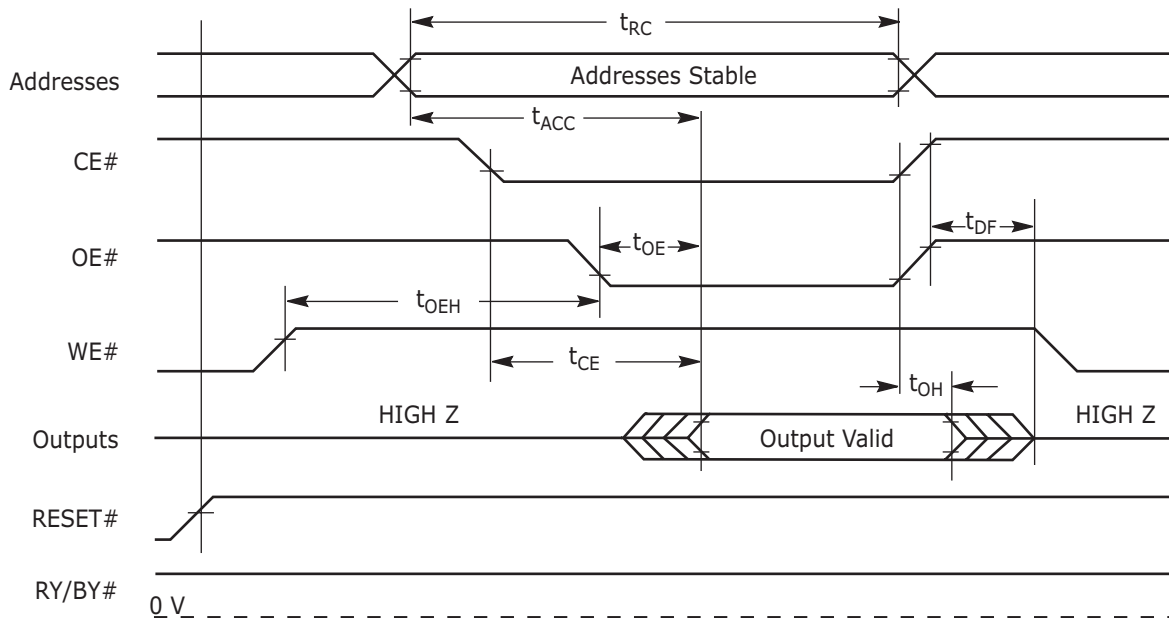 tRC
Addresses
Addresses Stable
tACC
CE#
tDF
OE#
tOE
tOEH
WE#
tCE
tOH
HIGH Z
HIGH Z
Outputs
Output Valid
RESET#
RY/BY#
0 V